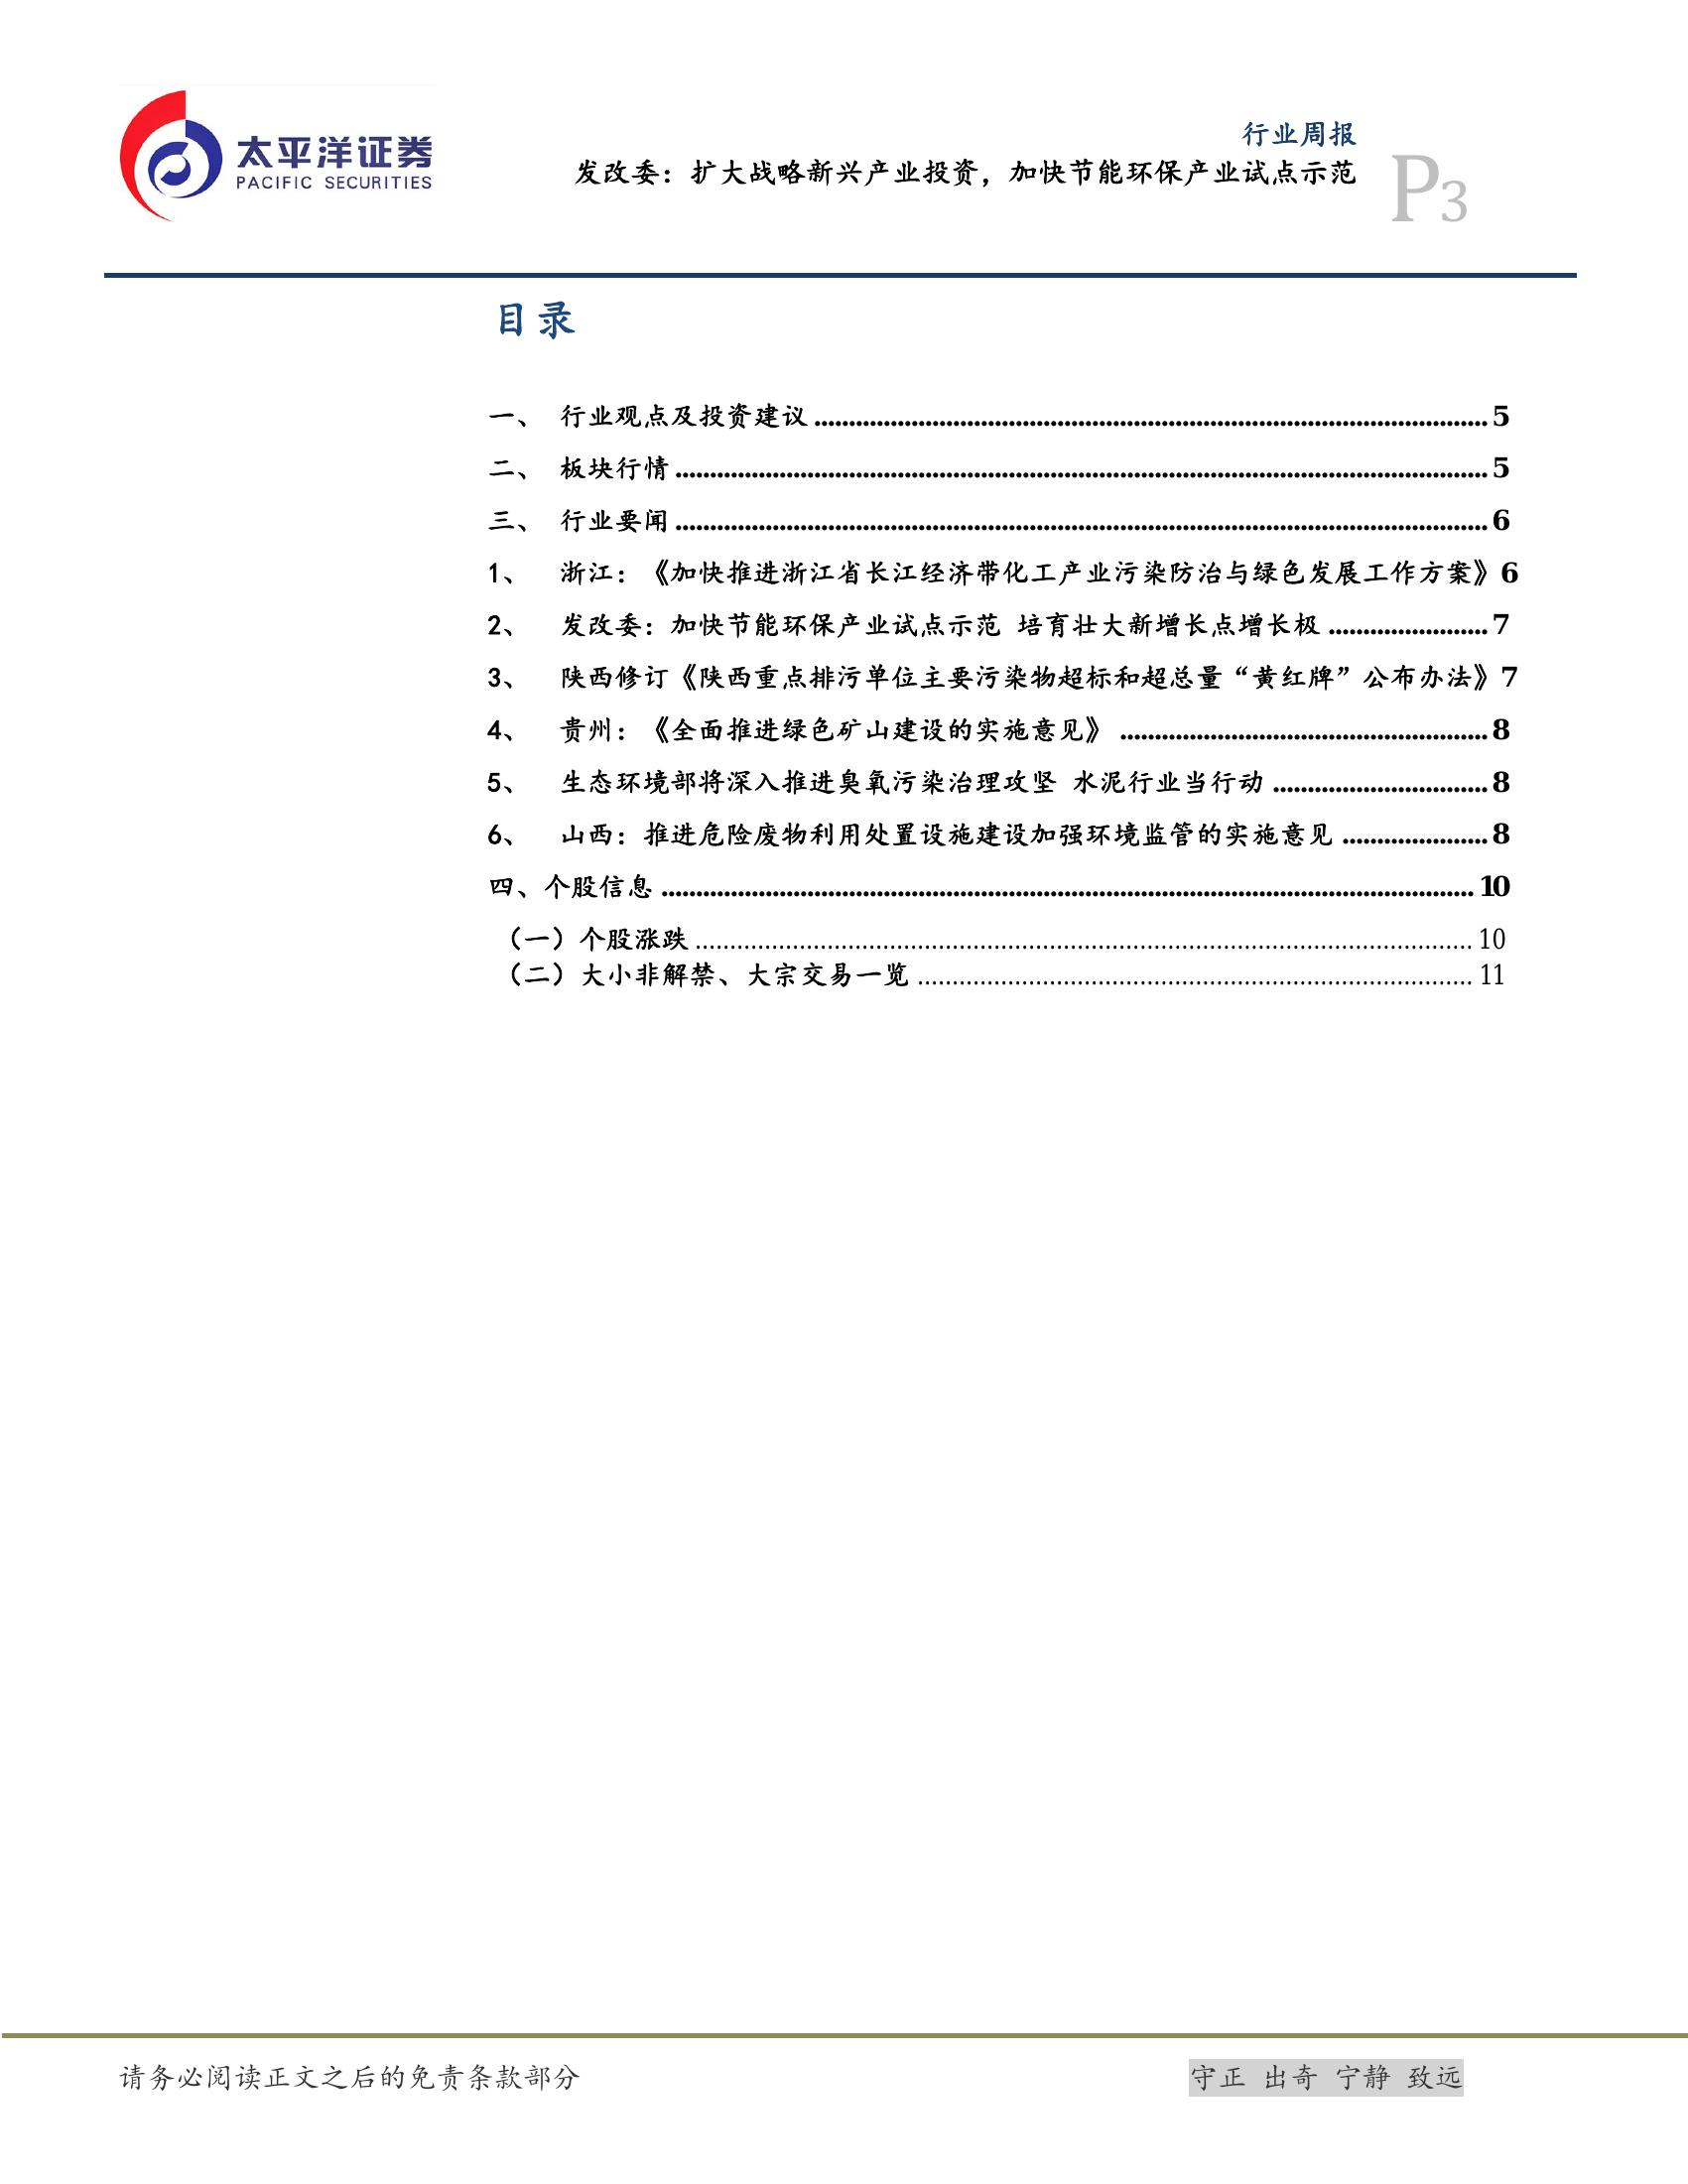 太平洋证券
PACIFIC SECURITIES
行业周报
发改委：扩大战略新兴产业投资，加快节能环保产业试点示范
P3
目录
一、 行业观点及投资建议 5
二、 板块行情 5
三、 行业要闻 6
1、 浙江：《加快推进浙江省长江经济带化工产业污染防治与绿色发展工作方案》6
2、 发改委：加快节能环保产业试点示范 培育壮大新增长点增长极 7
3、 陕西修订《陕西重点排污单位主要污染物超标和超总量“黄红牌”公布办法》7
4、 贵州：《全面推进绿色矿山建设的实施意见》 8
5、 生态环境部将深入推进臭氧污染治理攻坚 水泥行业当行动 8
6、 山西：推进危险废物利用处置设施建设加强环境监管的实施意见 8
四、个股信息 10
（一）个股涨跌 10
（二）大小非解禁、大宗交易一览 11
请务必阅读正文之后的免责条款部分
守正 出奇 宁静 致远